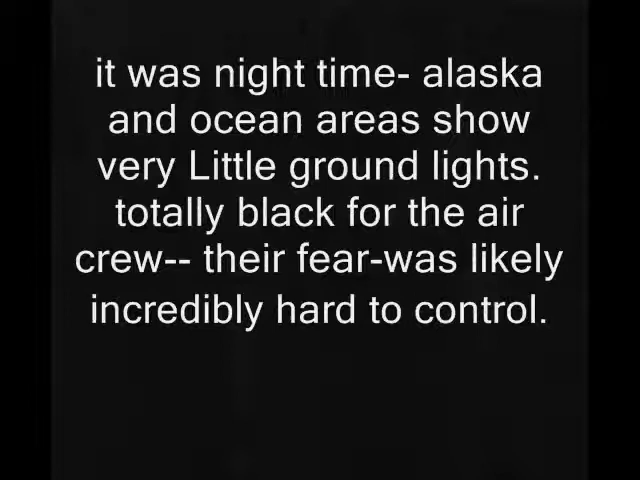 it was night time- alaska
and ocean areas show
very Little ground lights.
totally black for the air
crew-- their fear-was likely
incredibly hard to control.